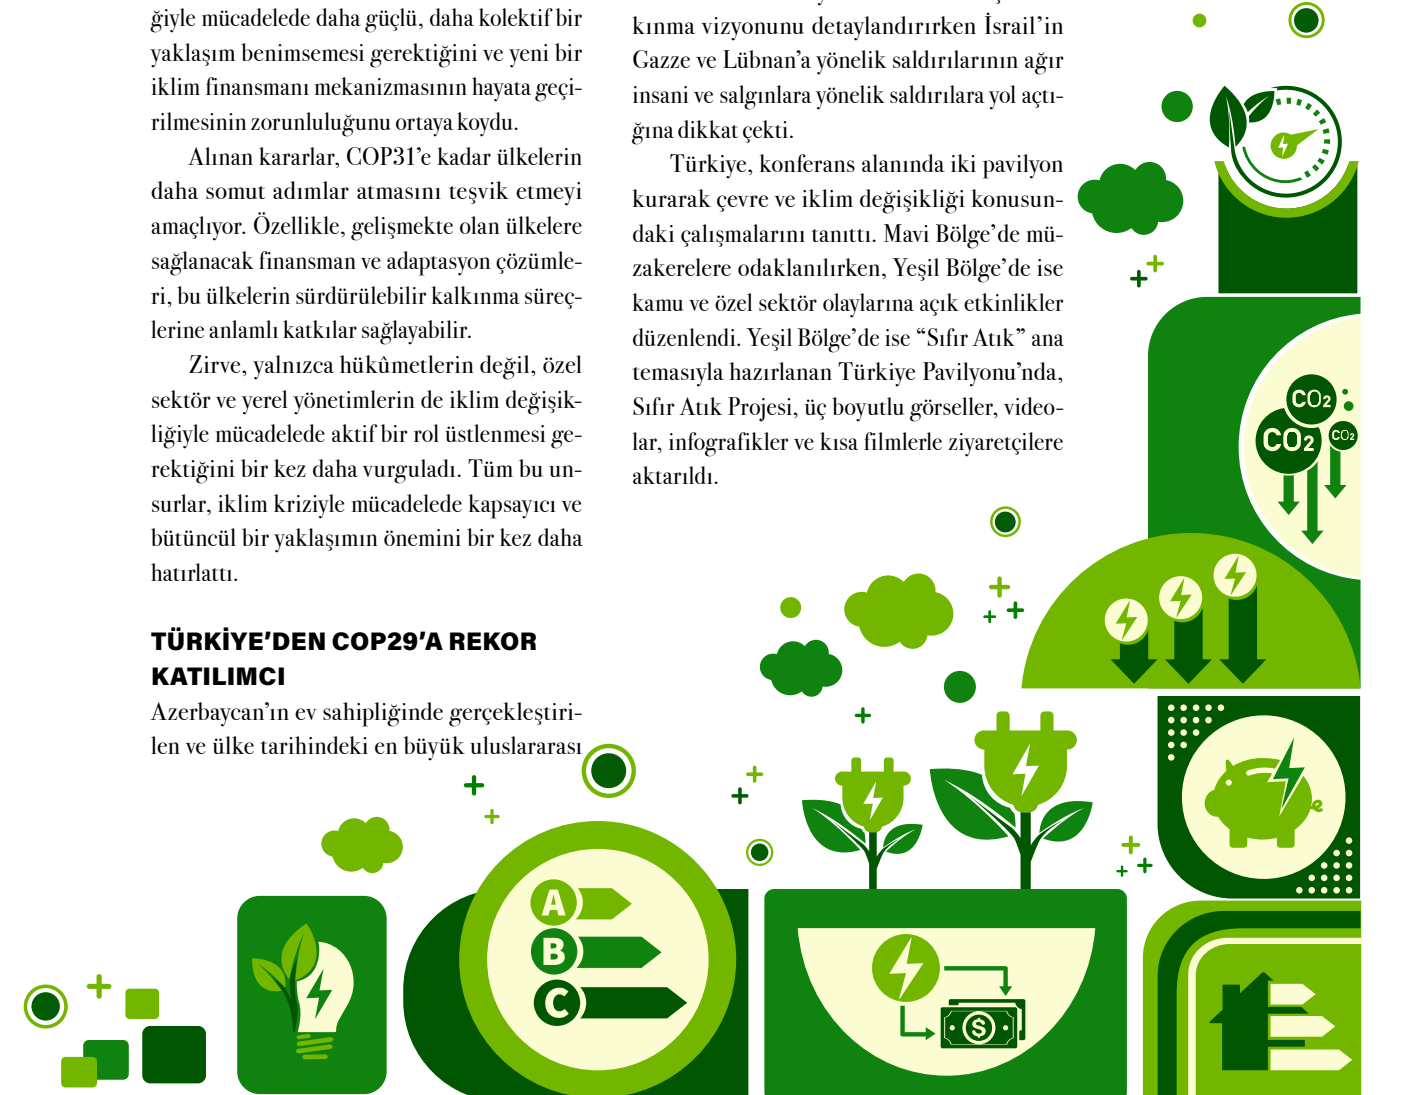 ğiyle mücadelede daha güçlü, daha kolektif bir
yaklaşım benimsemesi gerektiğini ve yeni bir
iklim finansmanı mekanizmasının hayata geçi-
rilmesinin zorunluluğunu ortaya koydu.
Alınan kararlar, COP31’e kadar ülkelerin
daha somut adımlar atmasını teşvik etmeyi
amaçlıyor. Özellikle, gelişmekte olan ülkelere
sağlanacak finansman ve adaptasyon çözümle-
ri, bu ülkelerin sürdürülebilir kalkınma süreç-
lerine anlamlı katkılar sağlayabilir.
Zirve, yalnızca hükûmetlerin değil, özel
sektör ve yerel yönetimlerin de iklim değişik-
liğiyle mücadelede aktif bir rol üstlenmesi ge-
rektiğini bir kez daha vurguladı. Tüm bu un-
surlar, iklim kriziyle mücadelede kapsayıcı ve
bütüncül bir yaklaşımın önemini bir kez daha
hatırlattı.
TÜRKİYE’DEN COP29’A REKOR
KATILIMCI
Azerbaycan’ın ev sahipliğinde gerçekleştiri-
len ve ülke tarihindeki en büyük uluslararası
kınma vizyonunu detaylandırırken İsrail’in
Gazze ve Lübnan’a yönelik saldırılarının ağır
insani ve salgınlara yönelik saldırılara yol açtı-
ğına dikkat çekti.
Türkiye, konferans alanında iki pavilyon
kurarak çevre ve iklim değişikliği konusun-
daki çalışmalarını tanıttı. Mavi Bölge’de mü-
zakerelere odaklanılırken, Yeşil Bölge’de ise
kamu ve özel sektör olaylarına açık etkinlikler
düzenlendi. Yeşil Bölge’de ise “Sıfır Atık” ana
temasıyla hazırlanan Türkiye Pavilyonu’nda,
Sıfır Atık Projesi, üç boyutlu görseller, video-
lar, infografikler ve kısa filmlerle ziyaretçilere
aktarıldı.
CO2
CO2
CO2
A
B
C
$